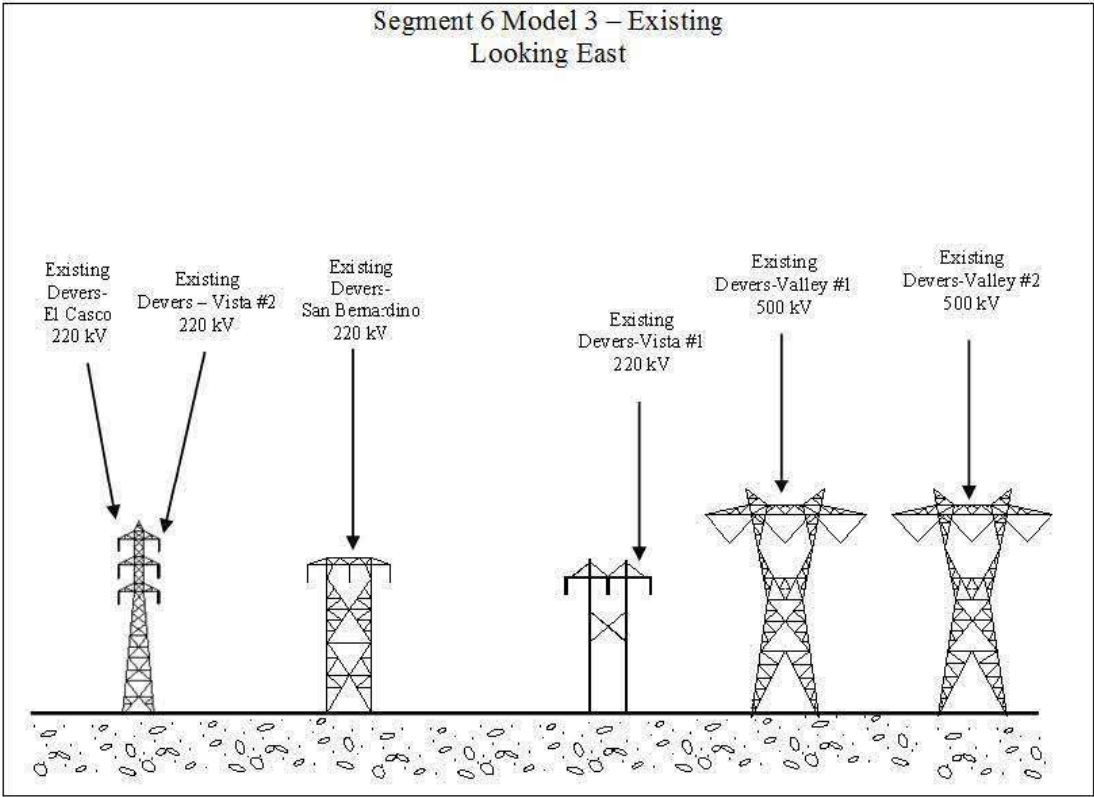 Segment 6 Model 3 – Existing
Looking East
Existing
Devers-
El Casco
220 kV
Existing
Devers – Vista #2
220 kV
Existing
Devers-
San Bernardino
220 kV
Existing
Devers-Vista #1
220 kV
Existing
Devers-Valley #1
500 kV
Existing
Devers-Valley #2
500 kV